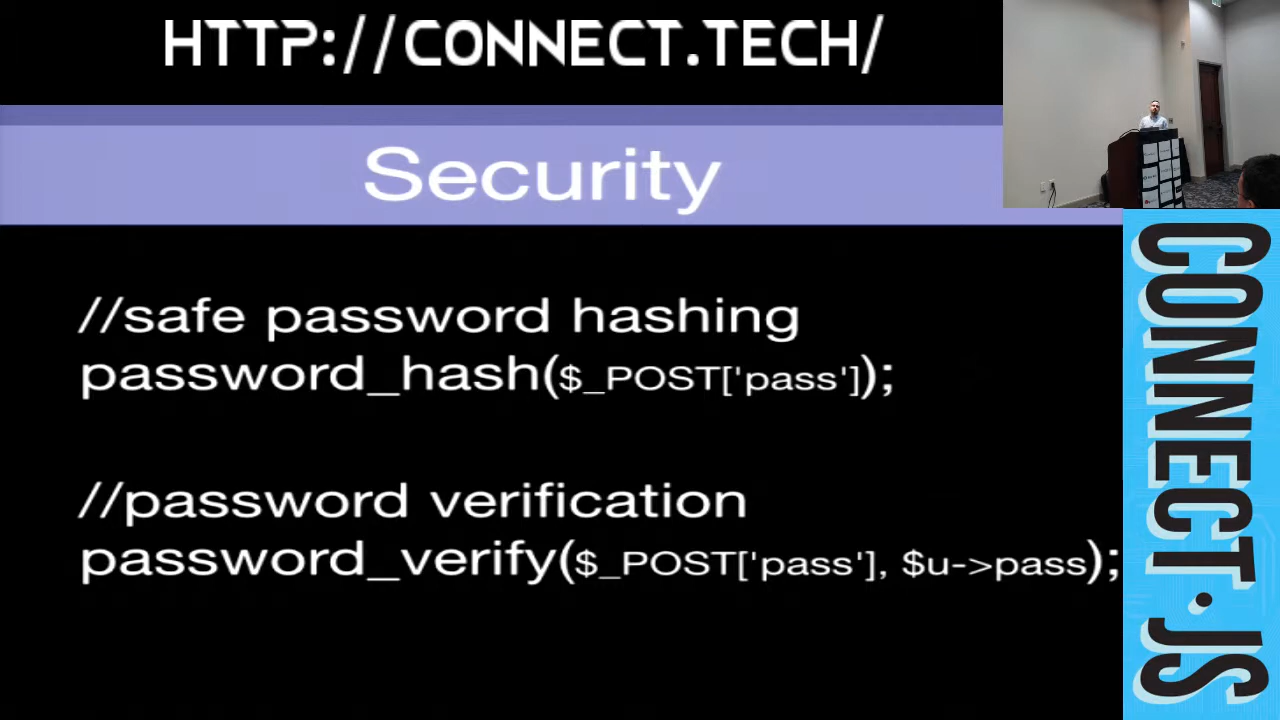 HTTP://CONNECT.TECH/
Security
//safe password hashing
password_hash($_POST['pass']);
//password verification
password_verify($_POST['pass'], $u->pass);
CONNECT.JS